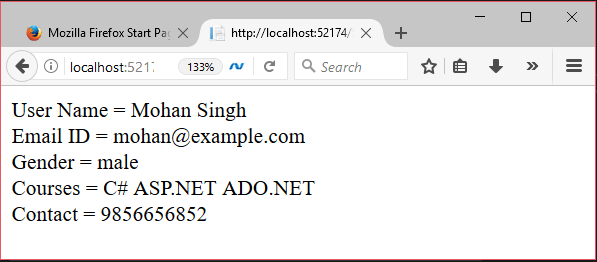 Mozilla Firefox Start Pa
http://localhost:52174/
localhost:5217
133%
Search
User Name = Mohan Singh
Email ID = mohan@example.com
Gender = male
Courses = C# ASP.NET ADO.NET
Contact = 9856656852